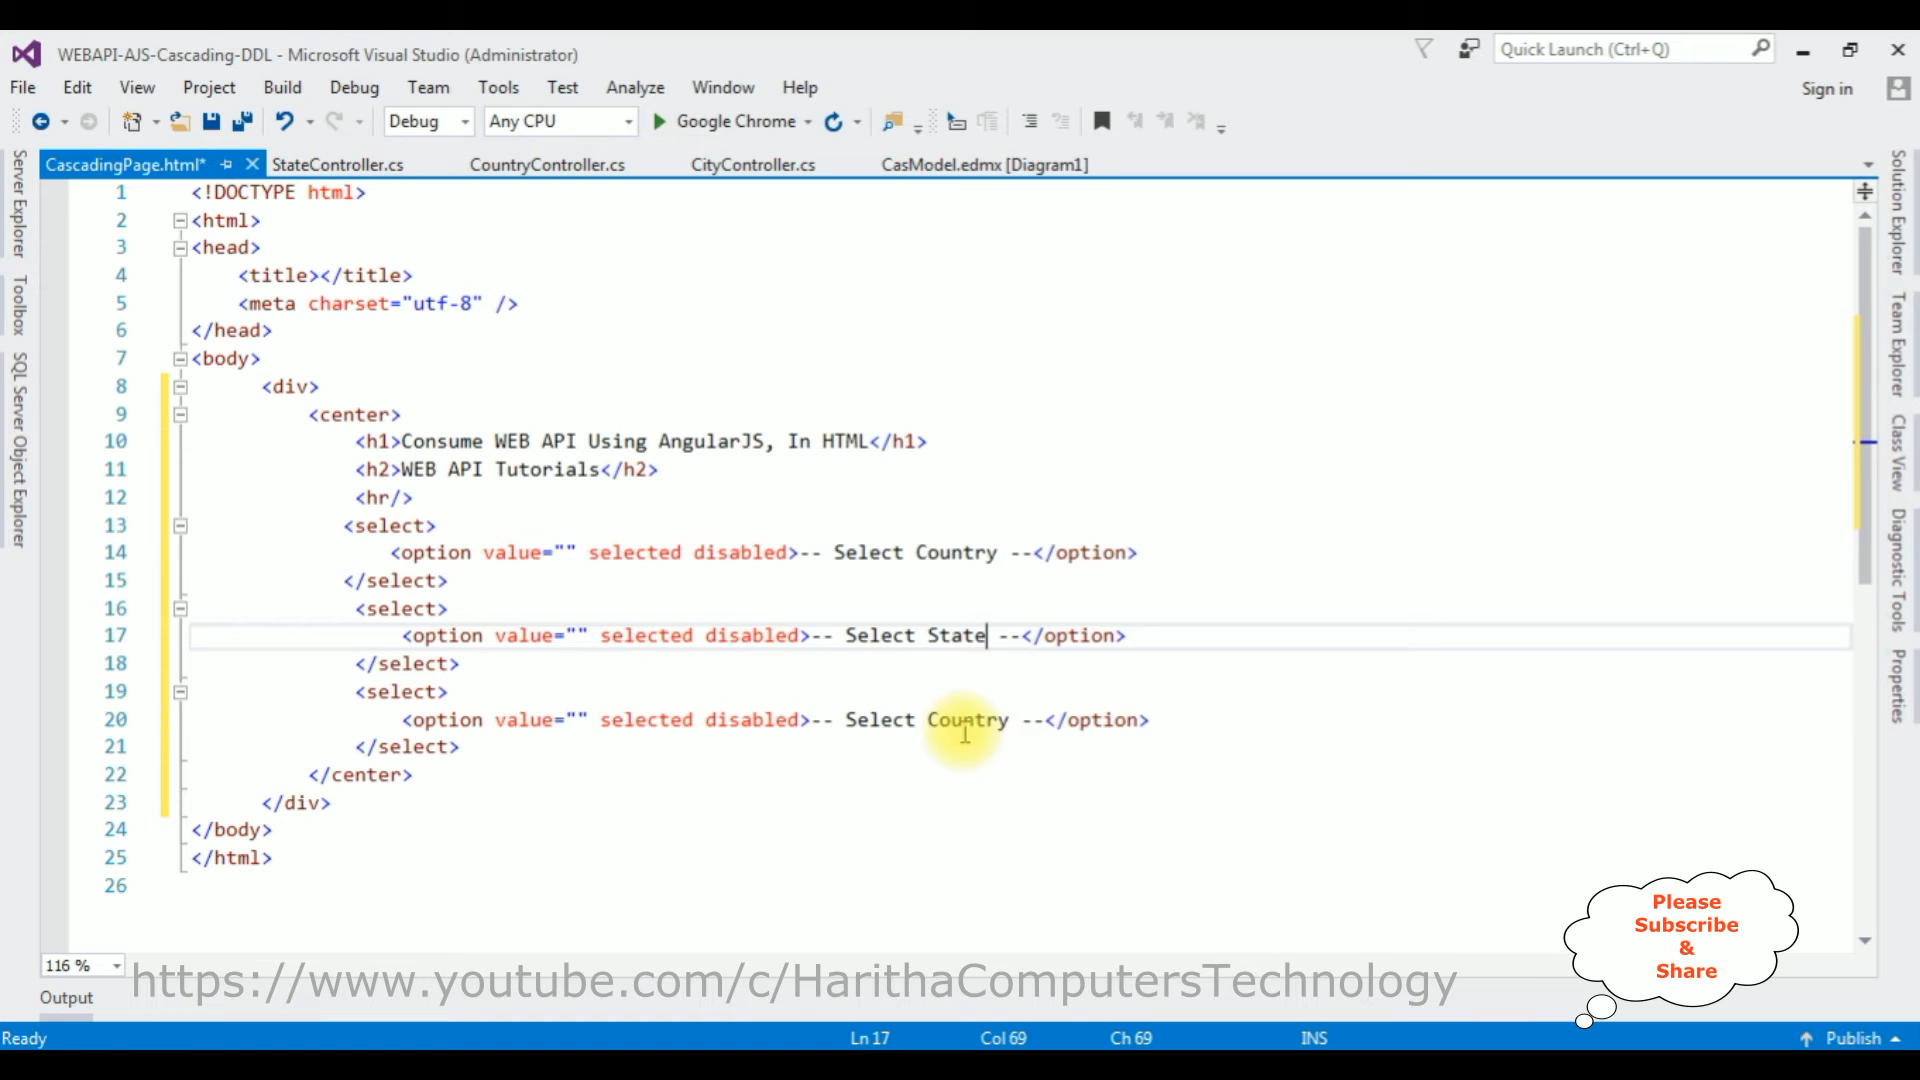 WEBAPI-AJS-Cascading-DDL - Microsoft Visual Studio (Administrator)
Quick Launch (Ctrl+Q)
File Edit View Project Build Debug Team Tools Test Analyze Window Help
Sign in
Debug Any CPU Google Chrome
CascadingPage.html* StateController.cs CountryController.cs CityController.cs CasModel.edmx [Diagram1]
Server Explorer
Toolbox
SQL Server Object Explorer
1 <!DOCTYPE html>
2 <html>
3 <head>
4 <title></title>
5 <meta charset="utf-8" />
6 </head>
7 <body>
8 <div>
9 <center>
10 <h1>Consume WEB API Using AngularJS, In HTML</h1>
11 <h2>WEB API Tutorials</h2>
12 <hr/>
13 <select>
14 <option value="" selected disabled>-- Select Country --</option>
15 </select>
16 <select>
17 <option value="" selected disabled>-- Select State --</option>
18 </select>
19 <select>
20 <option value="" selected disabled>-- Select Country --</option>
21 </select>
22 </center>
23 </div>
24 </body>
25 </html>
26
Solution Explorer
Team Explorer
Class View
Diagnostic Tools
Properties
Please
Subscribe
&
Share
116 %
https://www.youtube.com/c/HarithaComputersTechnology
Output
Ready Ln 17 Col 69 Ch 69 INS Publish